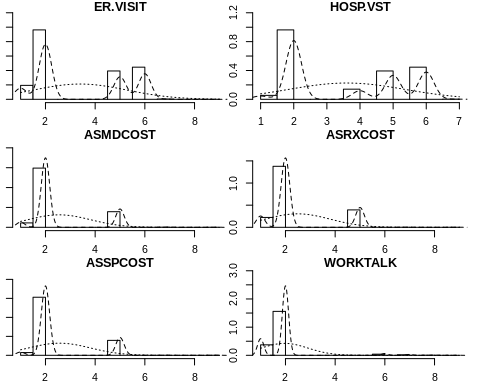 ER.VISIT HOSP.VST
0.0 0.4 0.8 1.2
2 4 6 8 1 2 3 4 5 6 7
ASMDCOST ASRXCOST
0.0 1.0
2 4 6 8 2 4 6 8
ASSPCOST WORKTALK
0.0 1.0 2.0 3.0
2 4 6 8 2 4 6 8